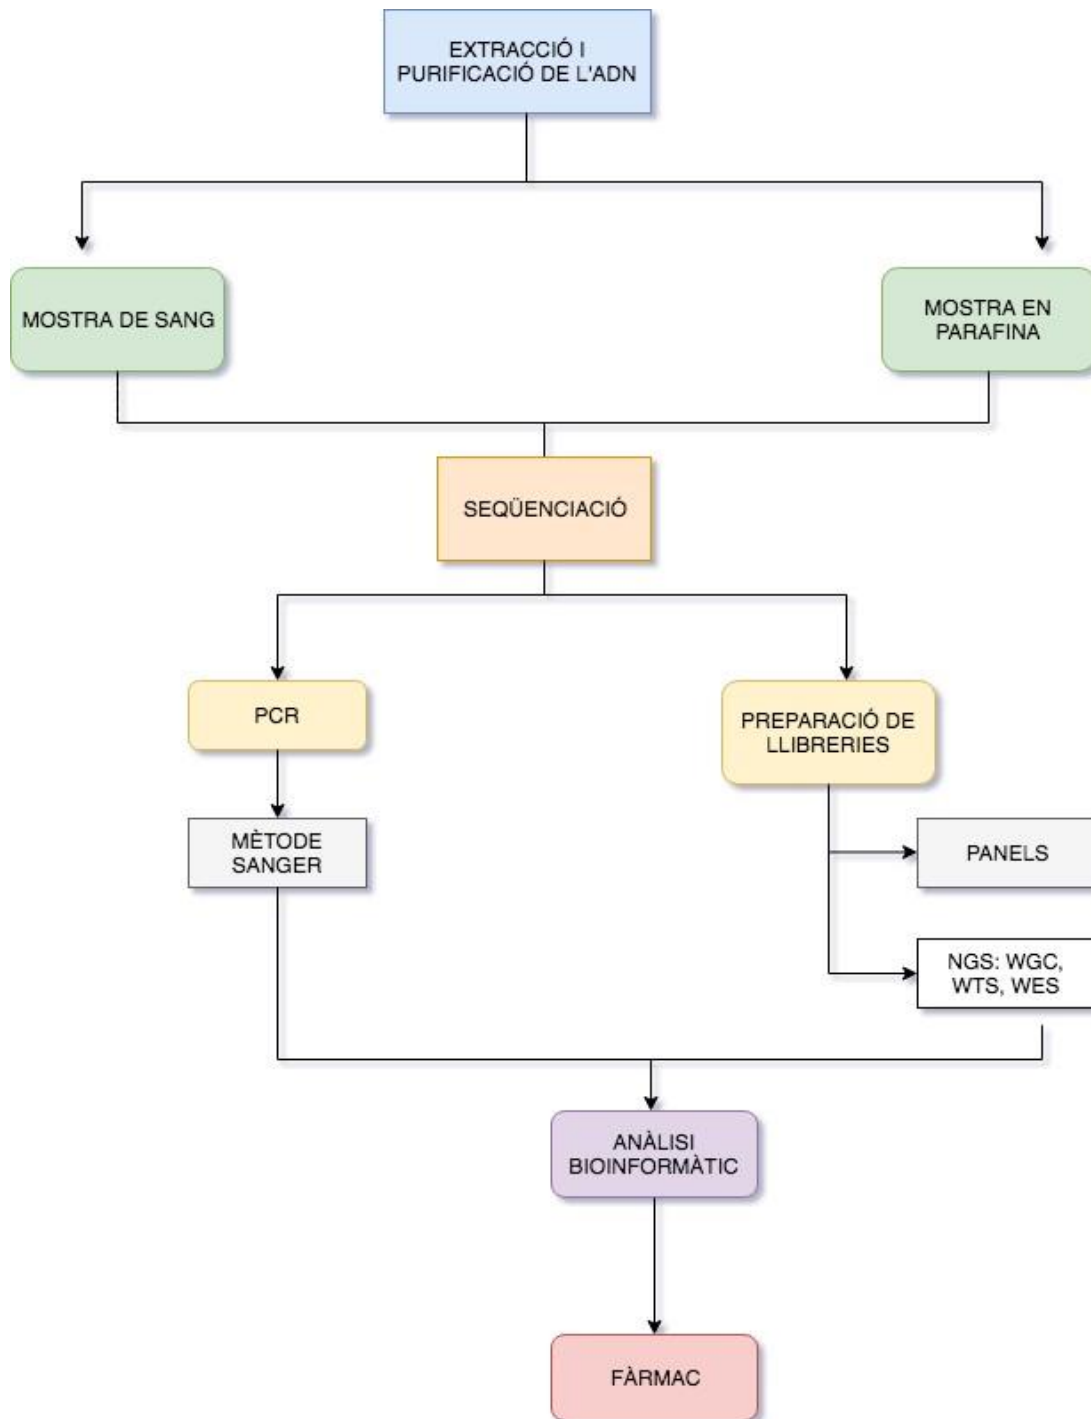 EXTRACCIÓ I
PURIFICACIÓ DE L'ADN
MOSTRA DE SANG
MOSTRA EN
PARAFINA
SEQÜENCIACIÓ
PCR
PREPARACIÓ DE
LLIBRERIES
MÈTODE
SANGER
PANELS
NGS: WGC,
WTS, WES
ANÀLISI
BIOINFORMÀTIC
FÀRMAC